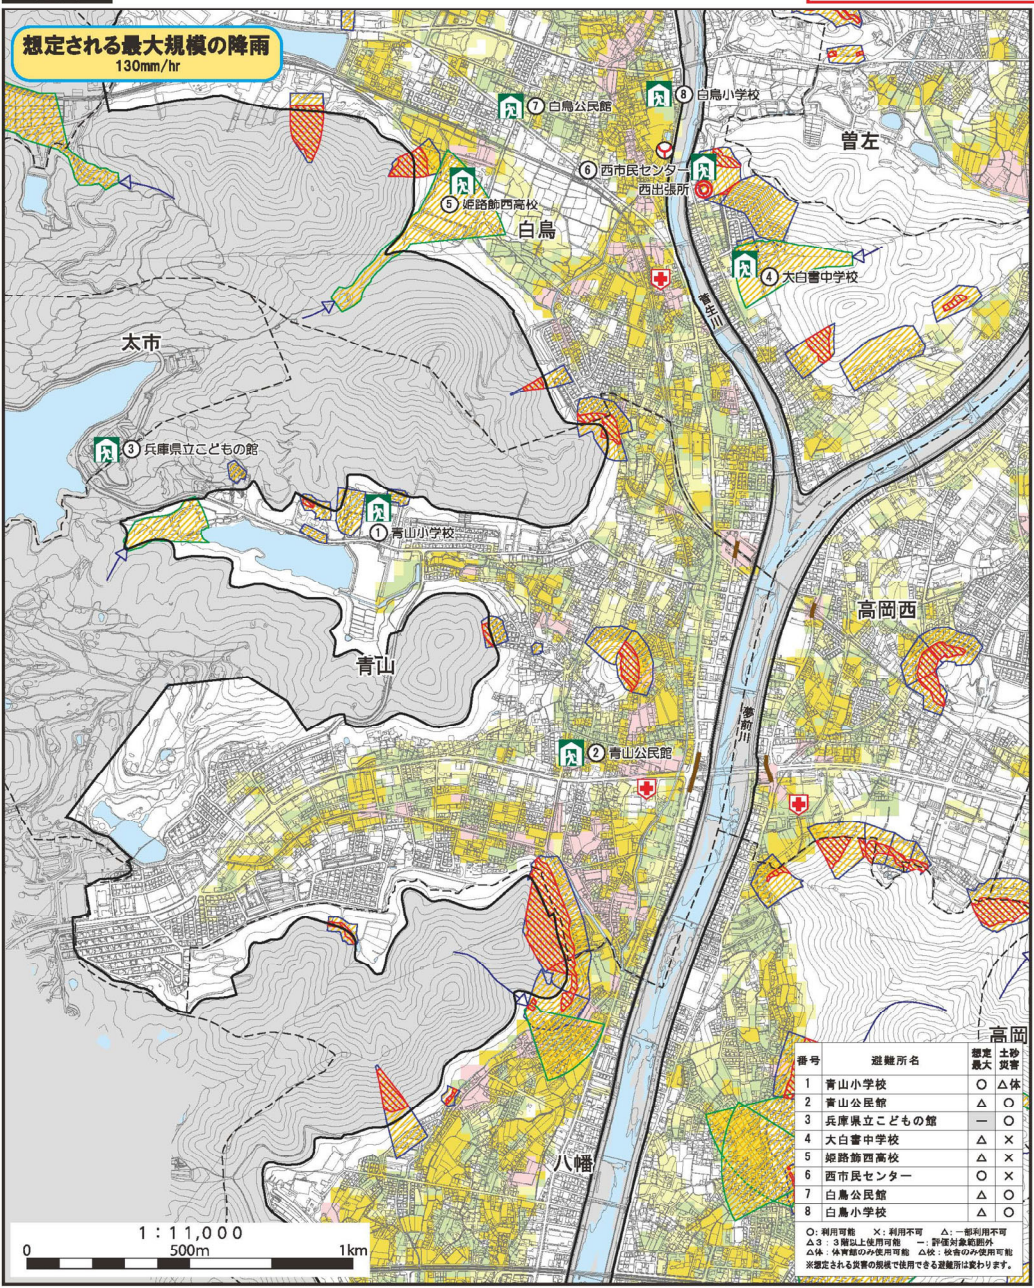 想定される最大規模の降雨
130mm/hr
⑦ 白鳥公民館
⑧ 白鳥小学校
曽左
⑥ 西市民センター
西出張所
⑤ 姫路飾西高校
白鳥
④ 大白書中学校
菅生川
太市
③ 兵庫県立こどもの館
① 青山小学校
高岡西
青山
夢前川
② 青山公民館
高岡
八幡
番号 避難所名 想定最大 土砂災害
1 青山小学校 ○ △体
2 青山公民館 △ ○
3 兵庫県立こどもの館 － ○
4 大白書中学校 △ ×
5 姫路飾西高校 △ ×
6 西市民センター ○ ×
7 白鳥公民館 △ ○
8 白鳥小学校 △ ○
○：利用可能 ×：利用不可 △：一部利用不可
△3：3階以上使用可能 －：評価対象範囲外
△体：体育館のみ使用可能 △校：校舎のみ使用可能
※想定される災害の規模で使用できる避難所は変わります。
1：11,000
0 500m 1km